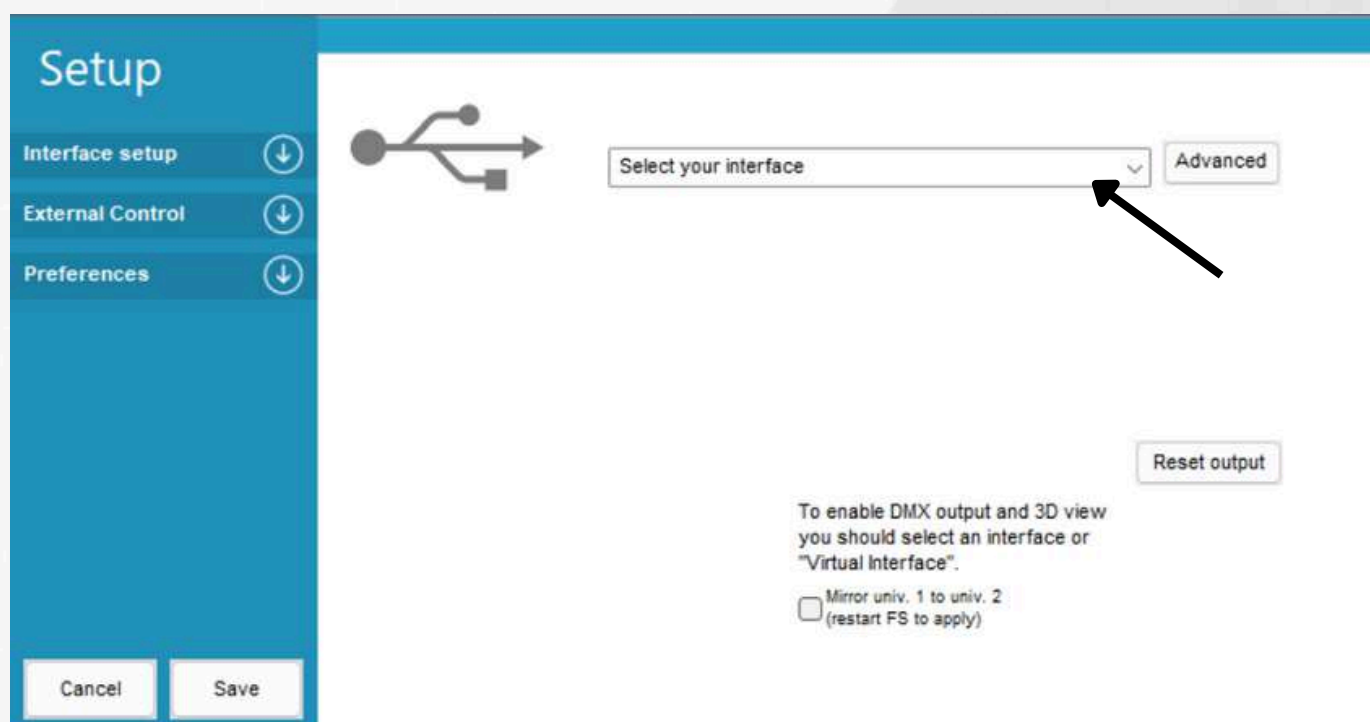 Setup
Interface setup
External Control
Preferences
Select your interface
Advanced
Reset output
To enable DMX output and 3D view
you should select an interface or
"Virtual Interface".
Mirror univ. 1 to univ. 2
(restart FS to apply)
Cancel
Save